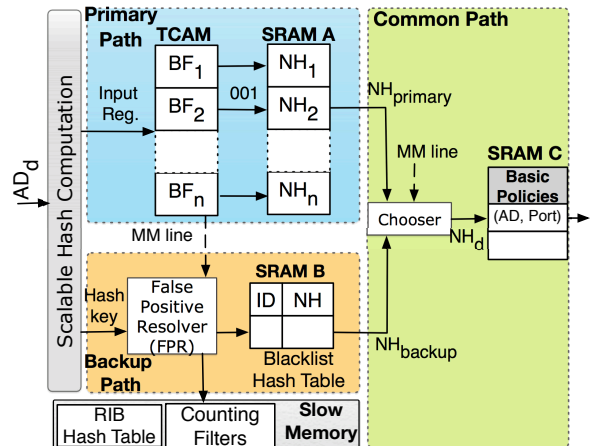 Primary
Path
TCAM
SRAM A
Common Path
BF1
NH1
Input
Reg.
BF2
001
NH2
NHprimary
MM line
SRAM C
Basic
Policies
(AD, Port)
BFn
NHn
Chooser
NHd
ADd
Scalable Hash Computation
MM line
SRAM B
Hash
key
False
Positive
Resolver
(FPR)
ID
NH
Blacklist
Hash Table
NHbackup
Backup
Path
RIB
Hash Table
Counting
Filters
Slow
Memory